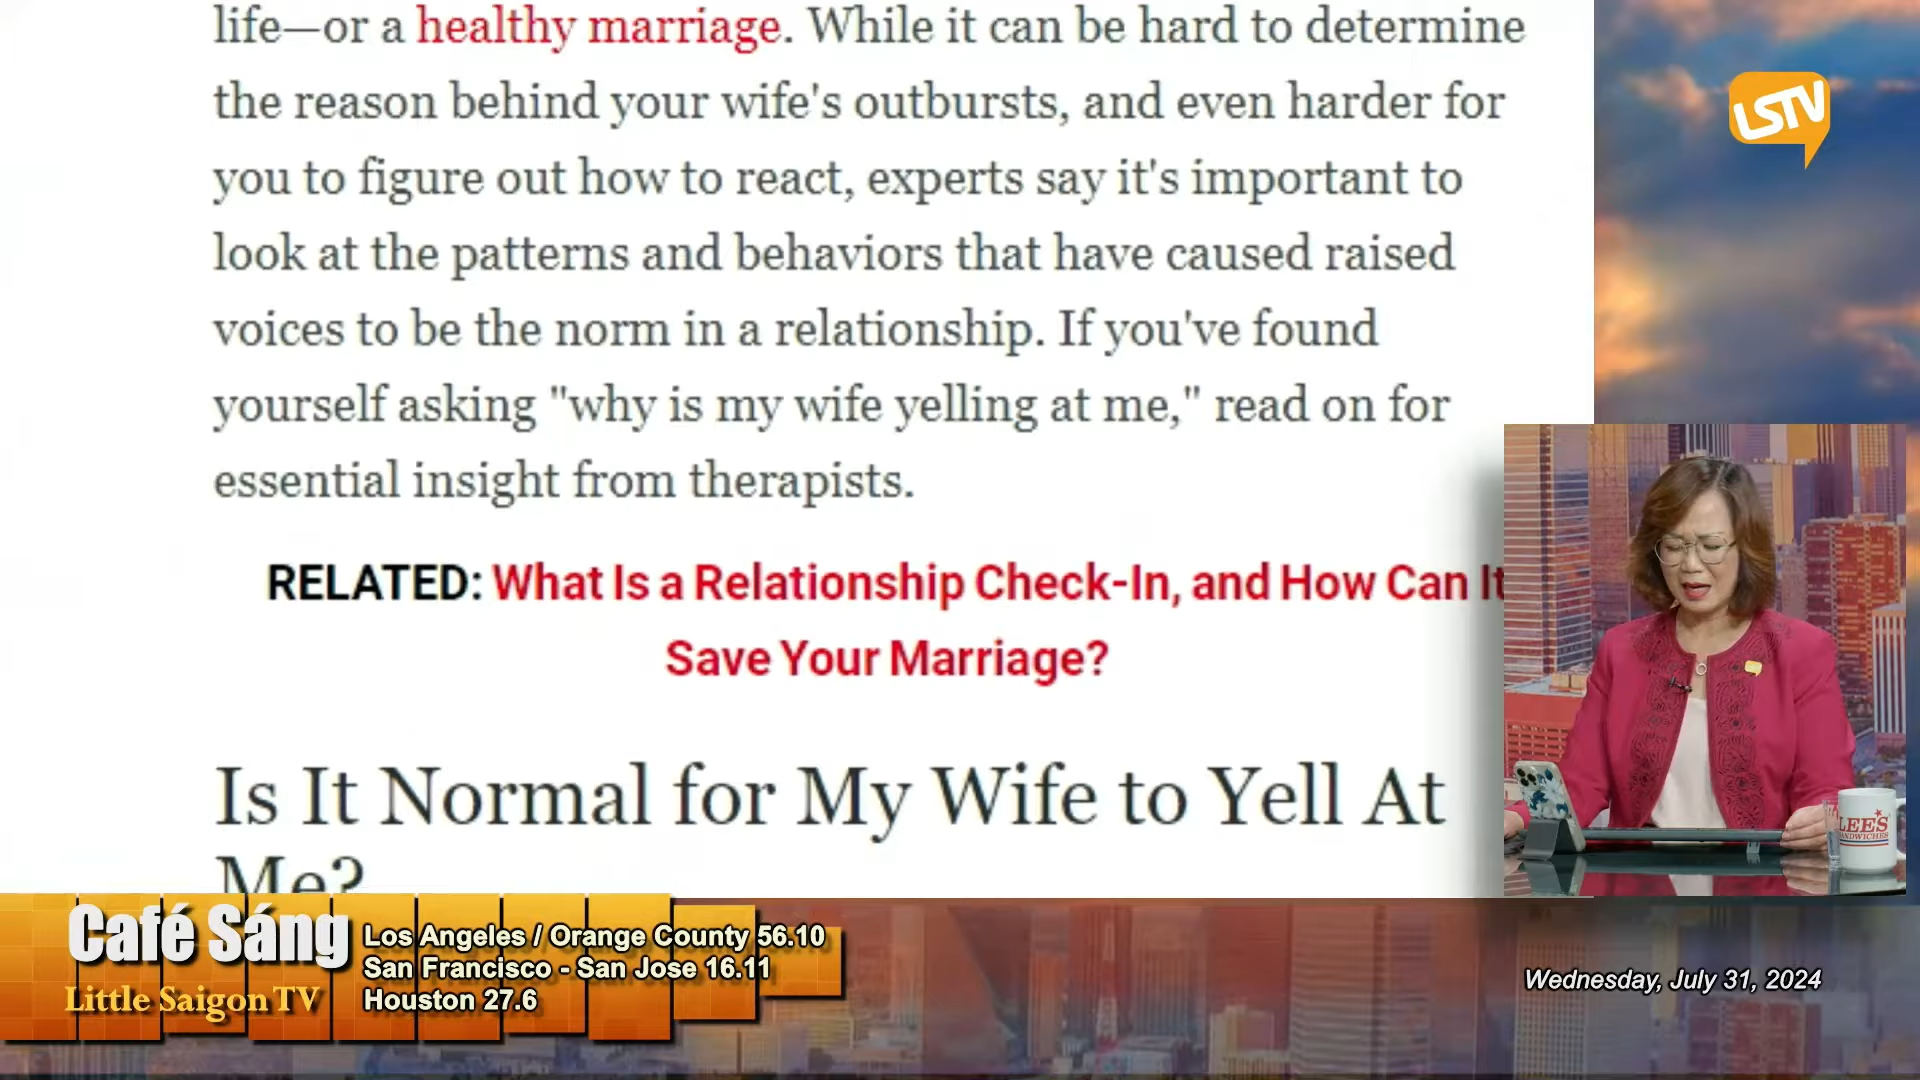 life—or a healthy marriage. While it can be hard to determine
the reason behind your wife's outbursts, and even harder for
you to figure out how to react, experts say it's important to
look at the patterns and behaviors that have caused raised
voices to be the norm in a relationship. If you've found
yourself asking "why is my wife yelling at me," read on for
essential insight from therapists.
RELATED: What Is a Relationship Check-In, and How Can It
Save Your Marriage?
Is It Normal for My Wife to Yell At
Me?
LSTV
LEE'S
SANDWICHES
Café Sáng
Little Saigon TV
Los Angeles / Orange County 56.10
San Francisco - San Jose 16.11
Houston 27.6
Wednesday, July 31, 2024